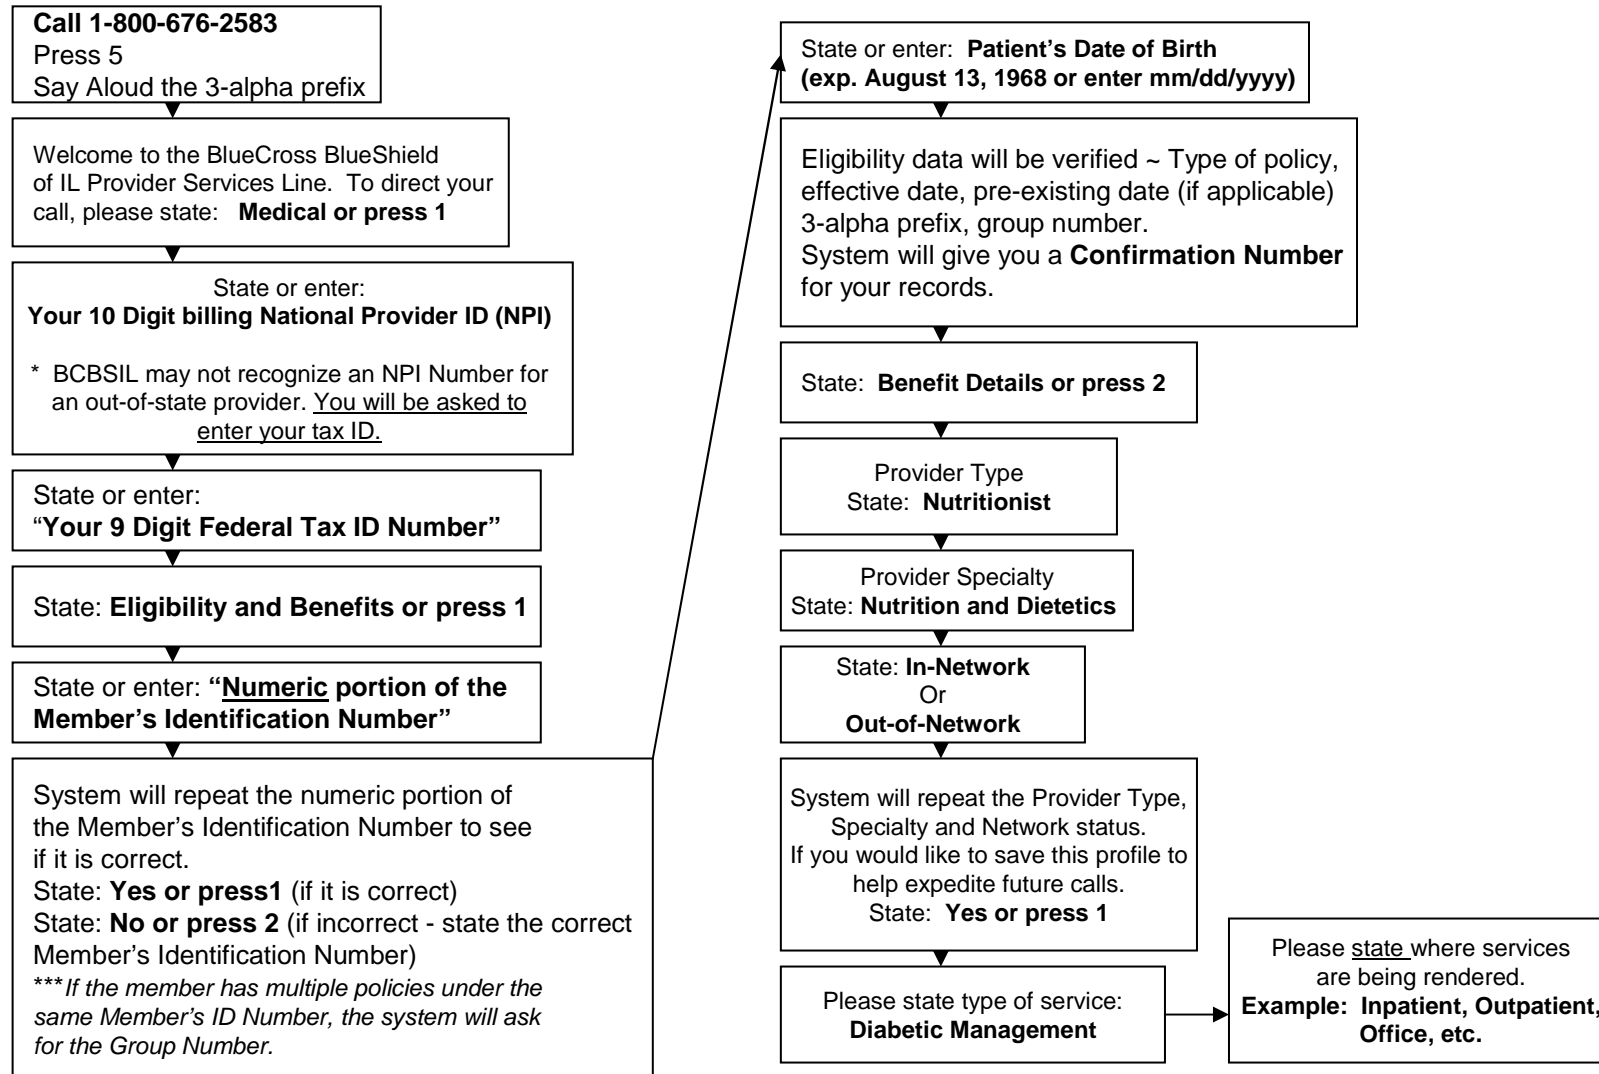 Call 1-800-676-2583
Press 5
Say Aloud the 3-alpha prefix
Welcome to the BlueCross BlueShield
of IL Provider Services Line.  To direct your
call, please state:   Medical or press 1
State or enter:
Your 10 Digit billing National Provider ID (NPI)
*  BCBSIL may not recognize an NPI Number for
an out-of-state provider. You will be asked to
enter your tax ID.
State or enter:
“Your 9 Digit Federal Tax ID Number”
State: Eligibility and Benefits or press 1
State or enter: “Numeric portion of the
Member’s Identification Number”
System will repeat the numeric portion of
the Member’s Identification Number to see
if it is correct.
State: Yes or press1 (if it is correct)
State: No or press 2 (if incorrect - state the correct
Member’s Identification Number)
***If the member has multiple policies under the
same Member’s ID Number, the system will ask
for the Group Number.
State or enter:  Patient’s Date of Birth
(exp. August 13, 1968 or enter mm/dd/yyyy)
Eligibility data will be verified ~ Type of policy,
effective date, pre-existing date (if applicable)
3-alpha prefix, group number.
System will give you a Confirmation Number
for your records.
State:  Benefit Details or press 2
Provider Type
State:  Nutritionist
Provider Specialty
State: Nutrition and Dietetics
State: In-Network
Or
Out-of-Network
System will repeat the Provider Type,
Specialty and Network status.
If you would like to save this profile to
help expedite future calls.
State:  Yes or press 1
Please state type of service:
Diabetic Management
Please state where services
are being rendered.
Example:  Inpatient, Outpatient,
Office, etc.